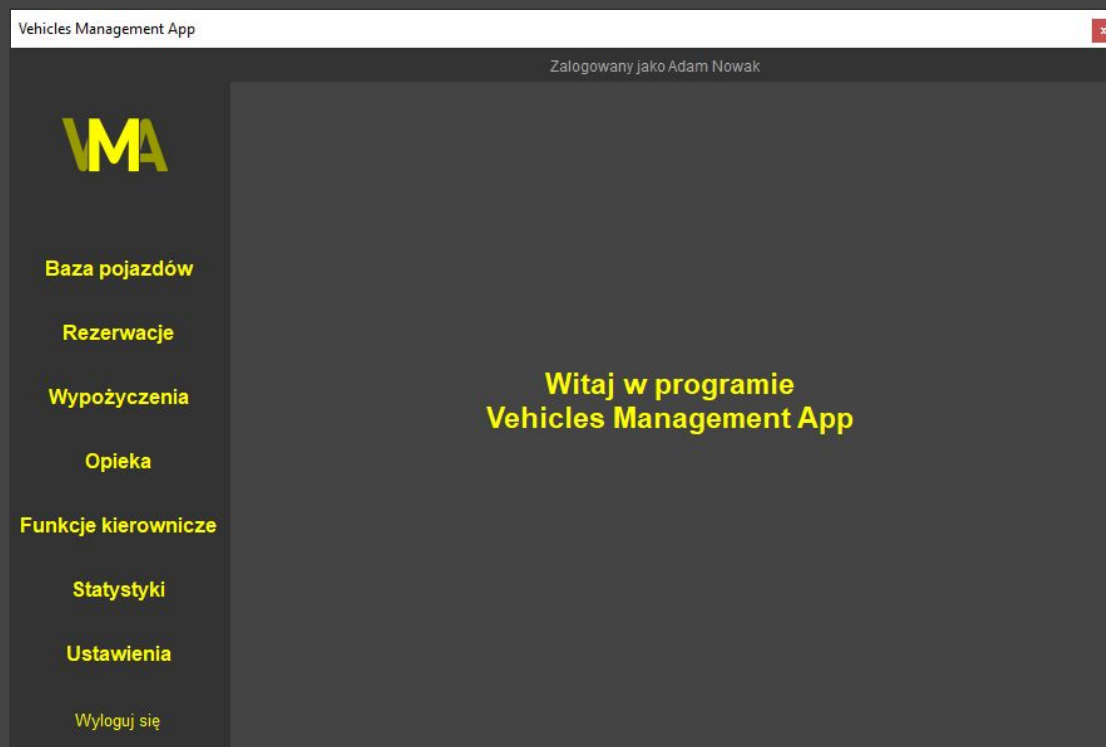 Vehicles Management App
Zalogowany jako Adam Nowak
VMA
Baza pojazdów
Rezerwacje
Wypożyczenia
Opieka
Funkcje kierownicze
Statystyki
Ustawienia
Wyloguj się
Witaj w programie
Vehicles Management App